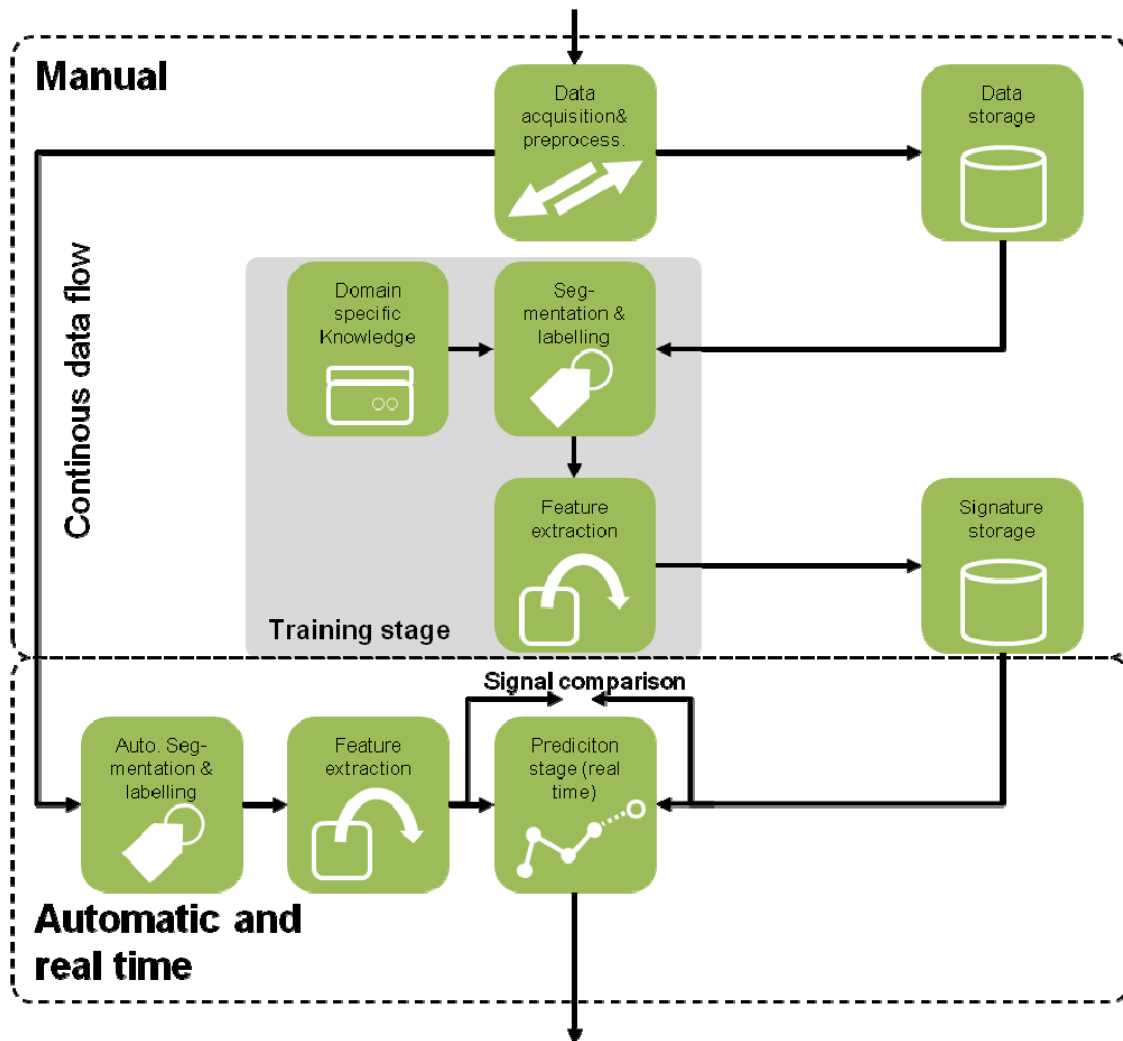 Manual
Data
acquisition&
preprocess.
Data
storage
Continous data flow
Domain
specific
Knowledge
Seg-
mentation &
labelling
Feature
extraction
Signature
storage
Training stage
Signal comparison
Auto. Seg-
mentation &
labelling
Feature
extraction
Prediciton
stage (real
time)
Automatic and
real time